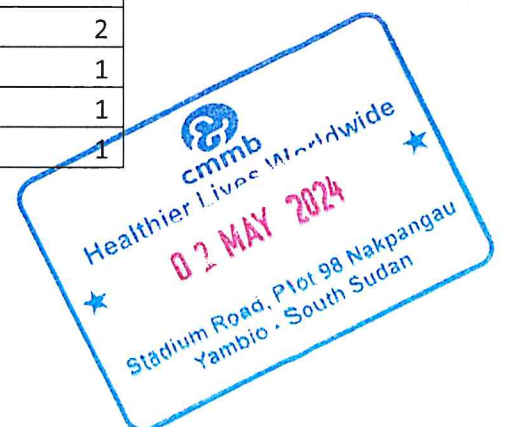 2
1
1
1
cmmb
Healthier Lives Worldwide
02 MAY 2024
Stadium Road, Plot 98 Nakpangau
Yambio - South Sudan